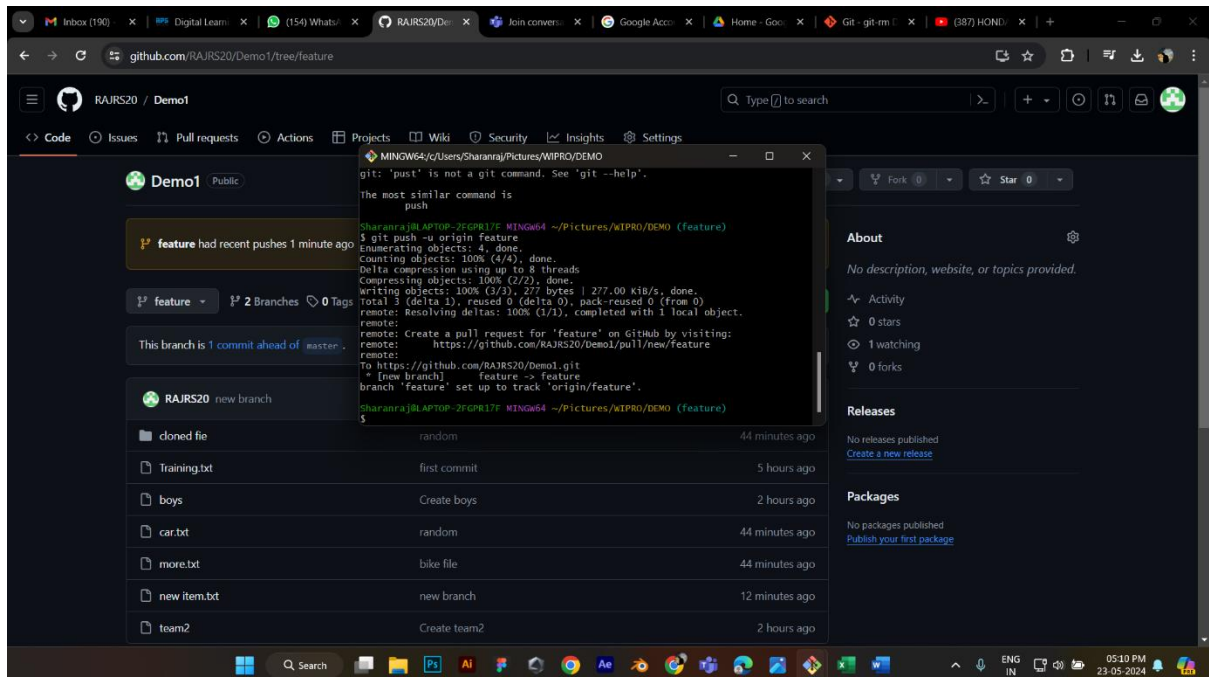 Inbox (190) -
Digital Learni
(154) WhatsA
RAJRS20/Der
Join conversa
Google Acco
Home - Goo
Git - git-rm D
(387) HONDA
github.com/RAJRS20/Demo1/tree/feature
RAJRS20 / Demo1
Type / to search
<> Code
Issues
Pull requests
Actions
Projects
Wiki
Security
Insights
Settings
MINGW64:/c/Users/Sharanraj/Pictures/WIPRO/DEMO
git: 'pust' is not a git command. See 'git --help'.
The most similar command is
push
Sharanraj@LAPTOP-2FGPR17F MINGW64 ~/Pictures/WIPRO/DEMO (feature)
$ git push -u origin feature
Enumerating objects: 4, done.
Counting objects: 100% (4/4), done.
Delta compression using up to 8 threads
Compressing objects: 100% (2/2), done.
Writing objects: 100% (3/3), 277 bytes | 277.00 KiB/s, done.
Total 3 (delta 1), reused 0 (delta 0), pack-reused 0 (from 0)
remote: Resolving deltas: 100% (1/1), completed with 1 local object.
remote:
remote: Create a pull request for 'feature' on GitHub by visiting:
remote: https://github.com/RAJRS20/Demo1/pull/new/feature
remote:
To https://github.com/RAJRS20/Demo1.git
* [new branch] feature -> feature
branch 'feature' set up to track 'origin/feature'.
Sharanraj@LAPTOP-2FGPR17F MINGW64 ~/Pictures/WIPRO/DEMO (feature)
$
Demo1 Public
Fork 0
Star 0
feature had recent pushes 1 minute ago
feature
2 Branches
0 Tags
This branch is 1 commit ahead of master .
RAJRS20 new branch
cloned fie random 44 minutes ago
Training.txt first commit 5 hours ago
boys Create boys 2 hours ago
car.txt random 44 minutes ago
more.txt bike file 44 minutes ago
new item.txt new branch 12 minutes ago
team2 Create team2 2 hours ago
About
No description, website, or topics provided.
Activity
0 stars
1 watching
0 forks
Releases
No releases published
Create a new release
Packages
No packages published
Publish your first package
Search
Ps
Ai
Ae
ENG
IN
05:10 PM
23-05-2024